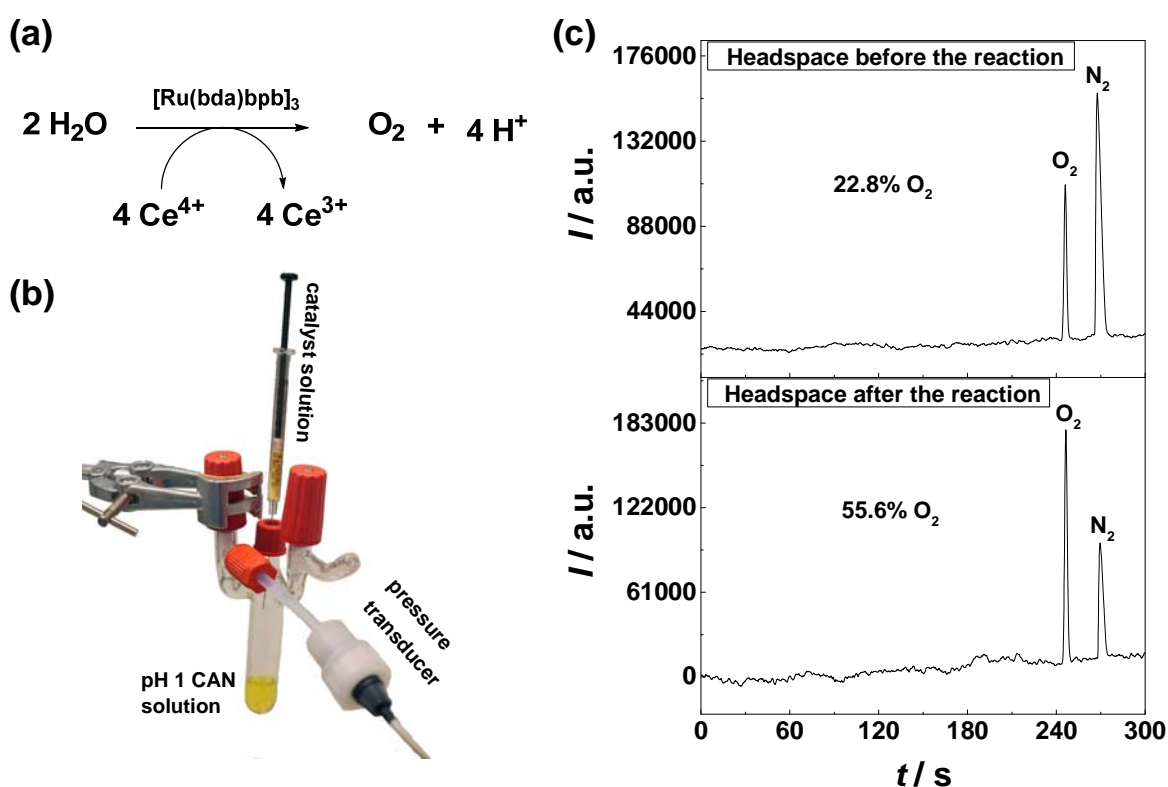 (a)
[Ru(bda)bpb]₃
2 H₂O
O₂ + 4 H⁺
4 Ce⁴⁺
4 Ce³⁺
(b)
catalyst solution
pressure
transducer
pH 1 CAN
solution
(c)
Headspace before the reaction
176000
132000
88000
44000
I / a.u.
22.8% O₂
O₂
N₂
Headspace after the reaction
183000
122000
61000
0
I / a.u.
55.6% O₂
O₂
N₂
0 60 120 180 240 300
t / s